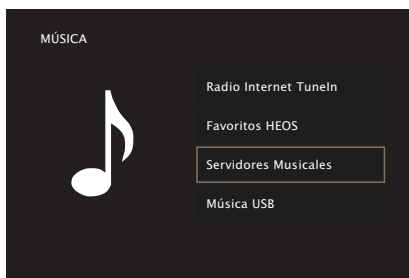 MÚSICA
Radio Internet TuneIn
Favoritos HEOS
Servidores Musicales
Música USB